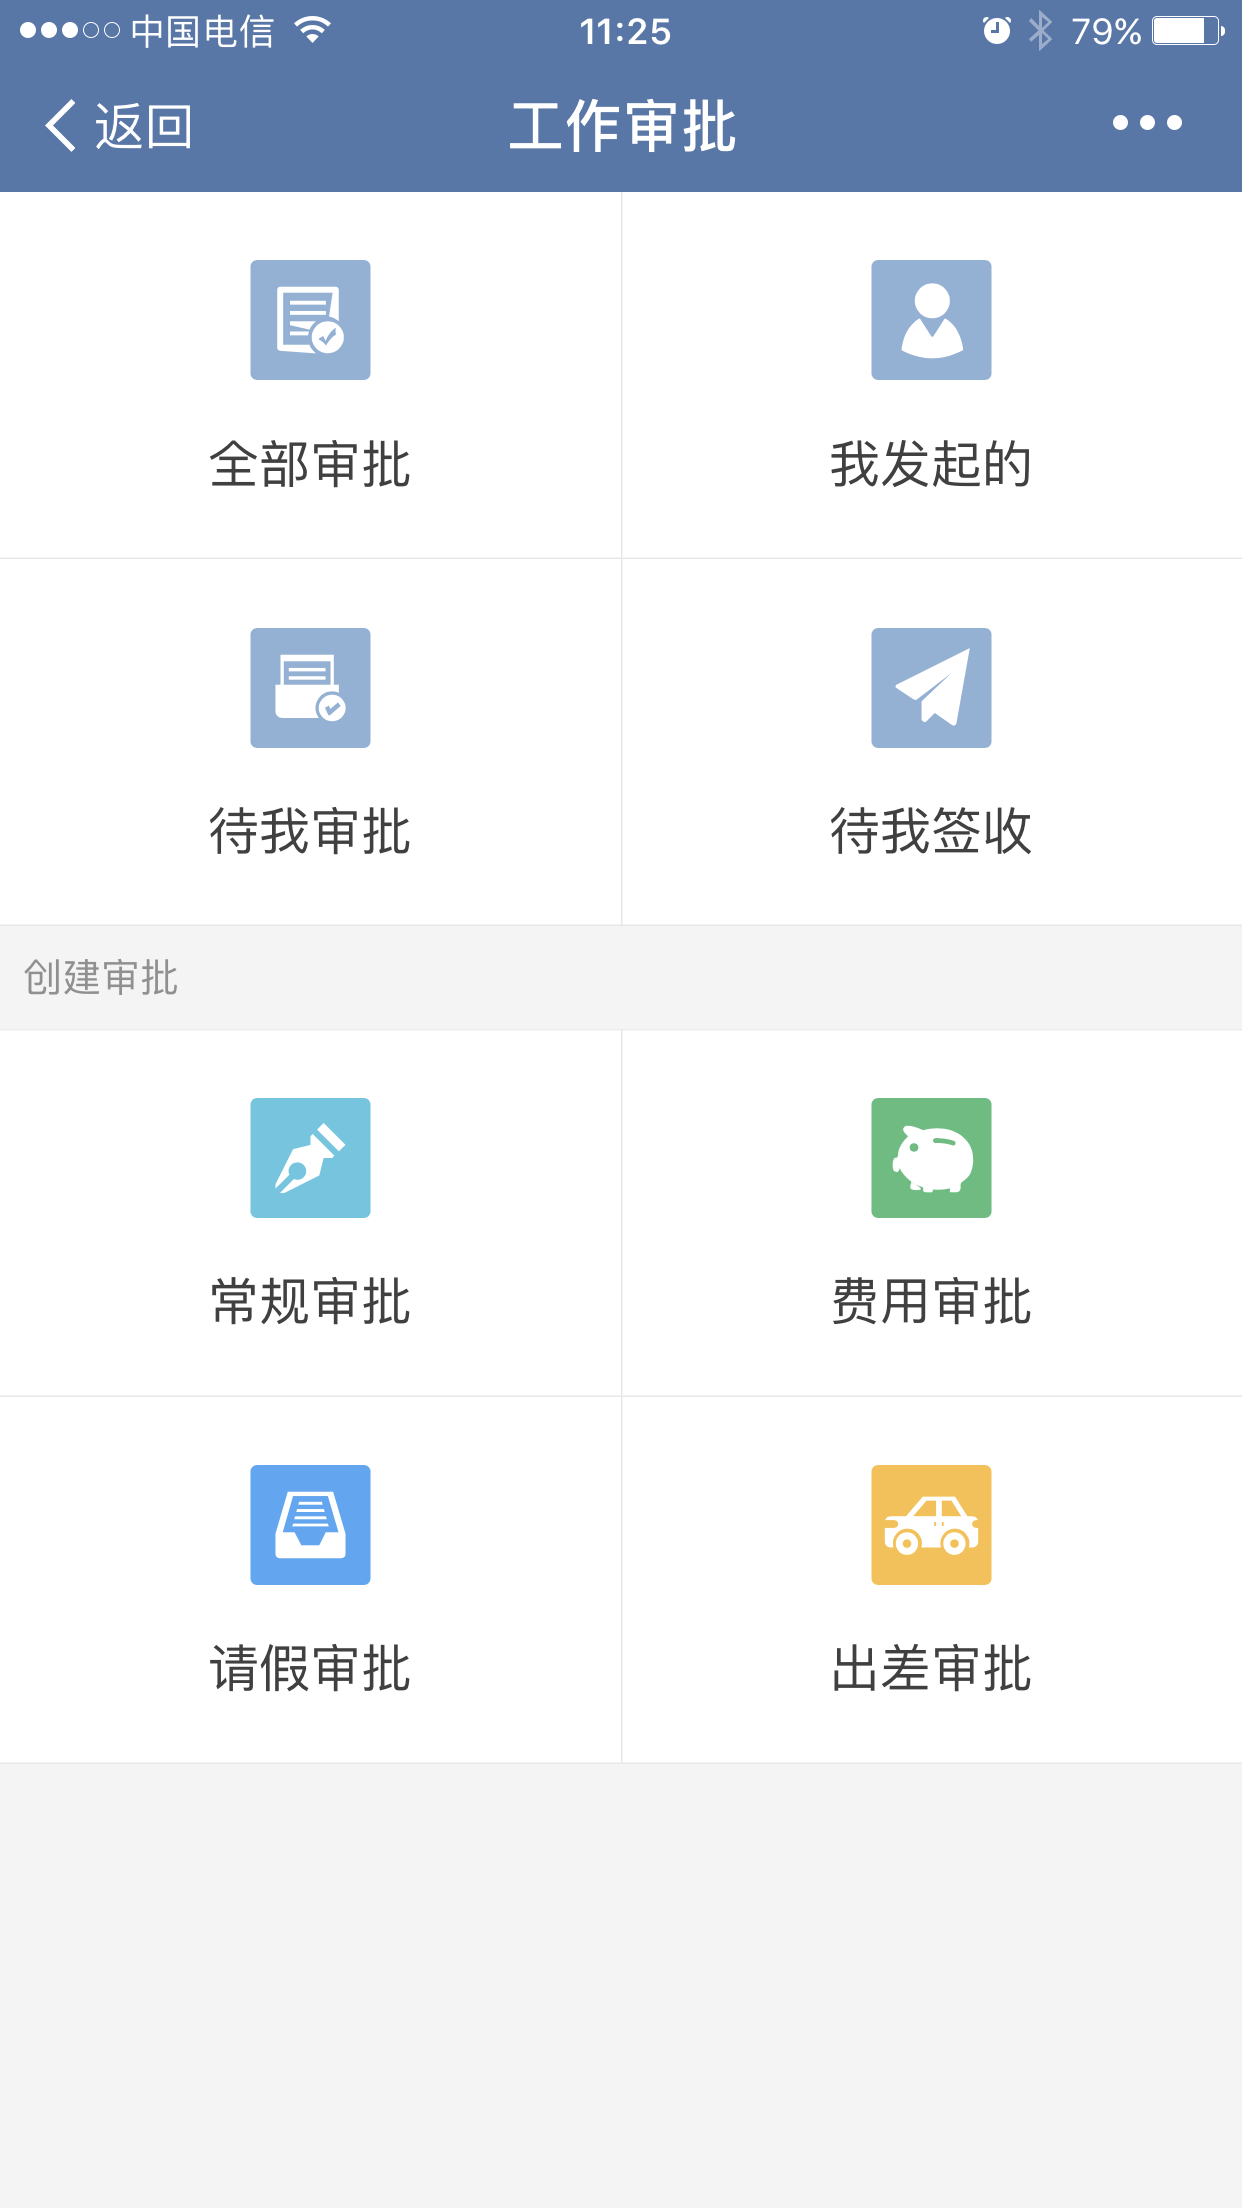 中国电信 11:25 79%
返回 工作审批
全部审批 我发起的
待我审批 待我签收
创建审批
常规审批 费用审批
请假审批 出差审批